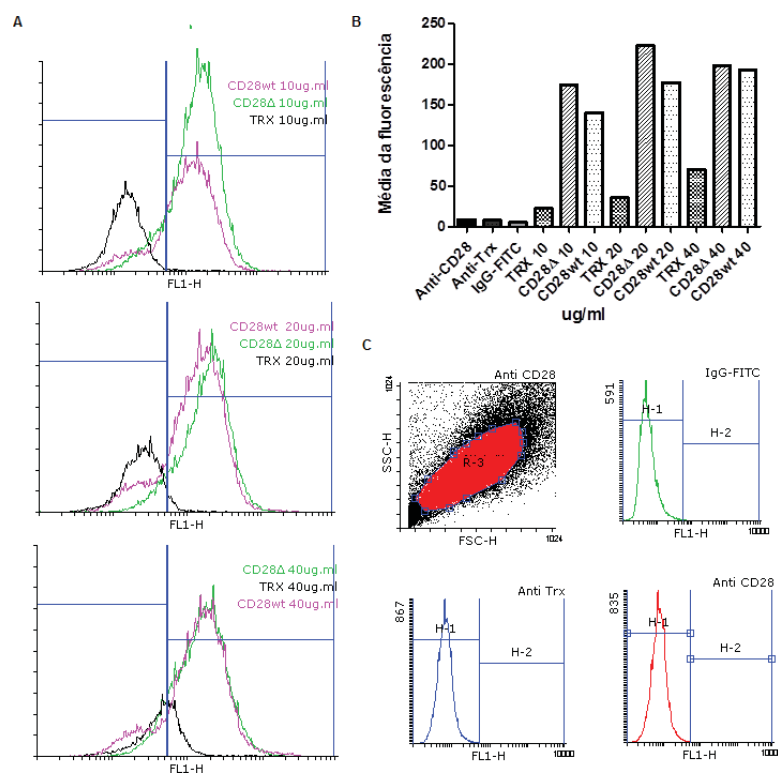 A
CD28wt 10ug.ml
CD28Δ 10ug.ml
TRX 10ug.ml
FL1-H
CD28wt 20ug.ml
CD28Δ 20ug.ml
TRX 20ug.ml
FL1-H
CD28Δ 40ug.ml
TRX 40ug.ml
CD28wt 40ug.ml
FL1-H
B
Média da fluorescência
250
200
150
100
50
0
Anti-CD28
Anti-Trx
IgG-FITC
TRX 10
CD28Δ 10
CD28wt 10
TRX 20
CD28Δ 20
CD28wt 20
TRX 40
CD28Δ 40
CD28wt 40
ug/ml
C
Anti CD28
1024
SSC-H
R-3
FSC-H
1024
IgG-FITC
591
H-1
H-2
FL1-H
10000
Anti Trx
867
H-1
H-2
FL1-H
10000
Anti CD28
835
H-1
H-2
FL1-H